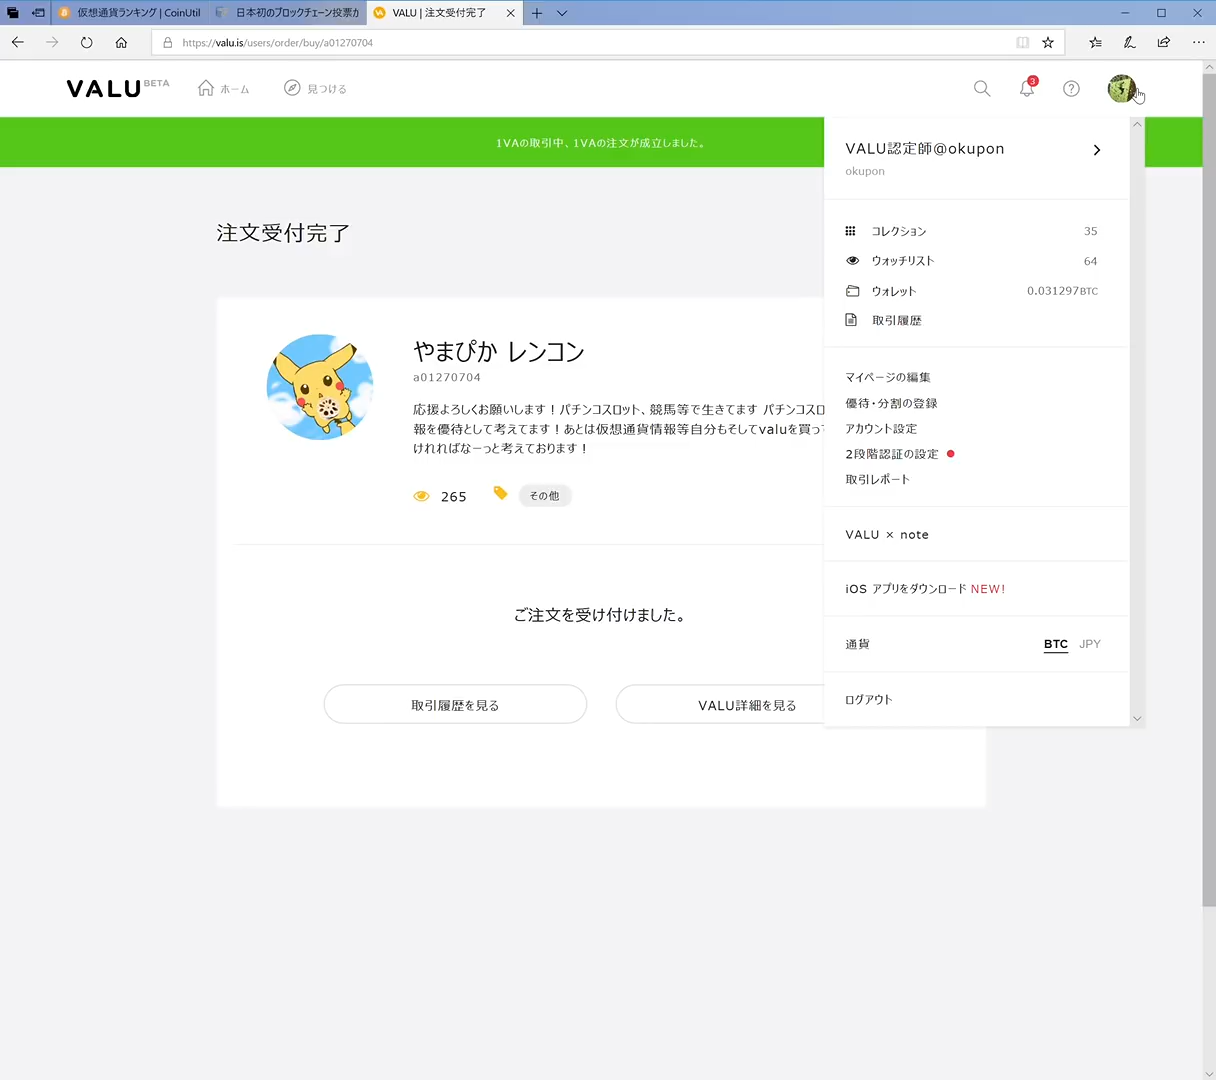 仮想通貨ランキング | CoinUtil
日本初のブロックチェーン投票が
VALU | 注文受付完了
https://valu.is/users/order/buy/a01270704
VALU BETA
ホーム
見つける
3
1VAの取引中、1VAの注文が成立しました。
注文受付完了
やまぴか レンコン
a01270704
応援よろしくお願いします！パチンコスロット、競馬等で生きてます パチンコスロ
報を優待として考えてます！あとは仮想通貨情報等自分もそしてvaluを買って
けれればなーっと考えております！
265
その他
ご注文を受け付けました。
取引履歴を見る
VALU詳細を見る
VALU認定師@okupon
okupon
コレクション 35
ウォッチリスト 64
ウォレット 0.031297BTC
取引履歴
マイページの編集
優待・分割の登録
アカウント設定
2段階認証の設定
取引レポート
VALU × note
iOS アプリをダウンロード NEW!
通貨 BTC JPY
ログアウト